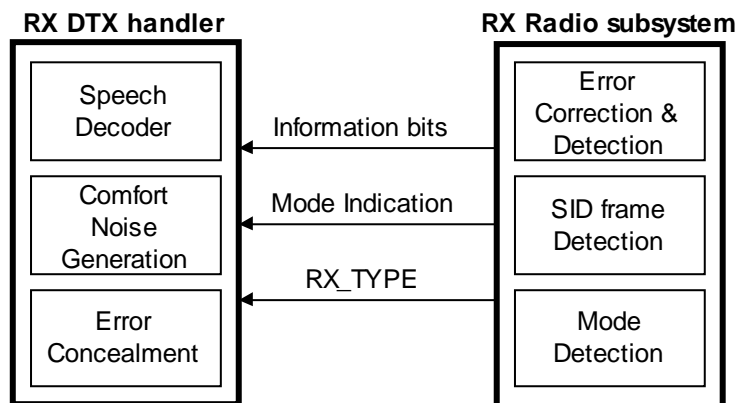 RX DTX handler
RX Radio subsystem
Speech
Decoder
Comfort
Noise
Generation
Error
Concealment
Information bits
Mode Indication
RX_TYPE
Error
Correction &
Detection
SID frame
Detection
Mode
Detection